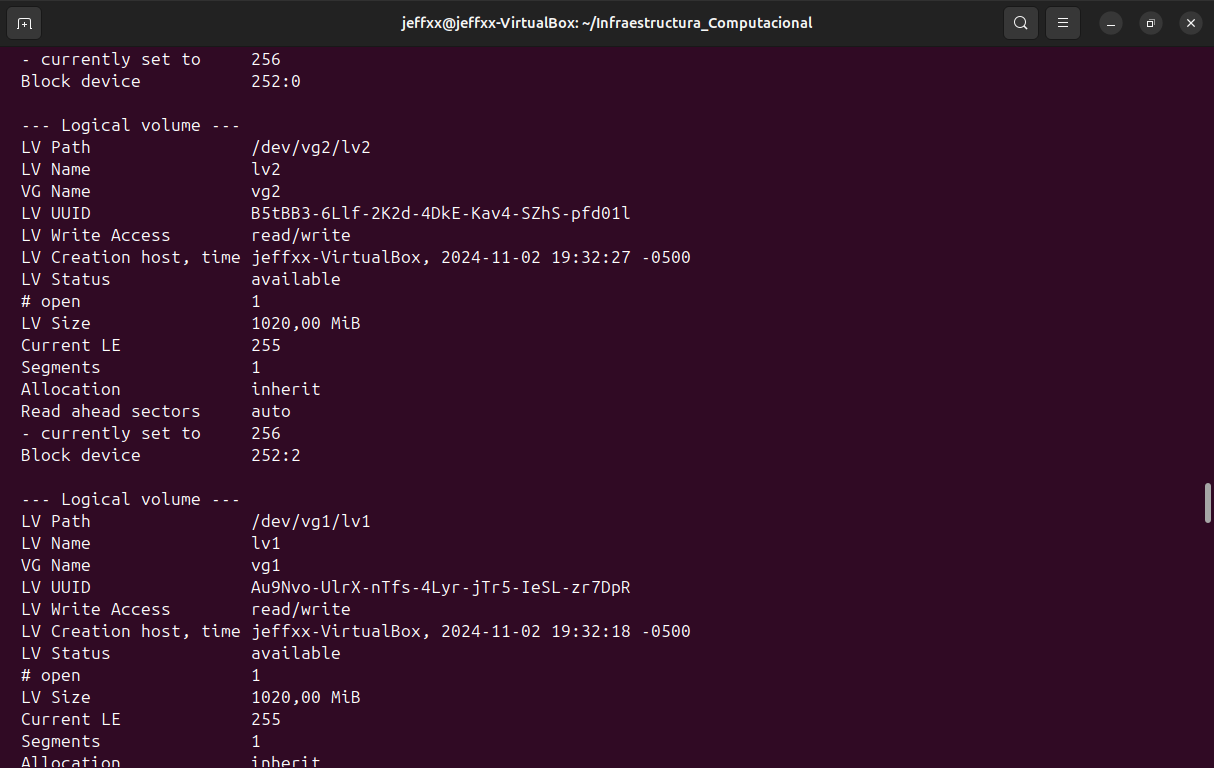 jeffxx@jeffxx-VirtualBox: ~/Infraestructura_Computacional
- currently set to     256
Block device           252:0
--- Logical volume ---
LV Path                /dev/vg2/lv2
LV Name                lv2
VG Name                vg2
LV UUID                B5tBB3-6Llf-2K2d-4DkE-Kav4-SZhS-pfd01l
LV Write Access        read/write
LV Creation host, time jeffxx-VirtualBox, 2024-11-02 19:32:27 -0500
LV Status              available
# open                 1
LV Size                1020,00 MiB
Current LE             255
Segments               1
Allocation             inherit
Read ahead sectors     auto
- currently set to     256
Block device           252:2
--- Logical volume ---
LV Path                /dev/vg1/lv1
LV Name                lv1
VG Name                vg1
LV UUID                Au9Nvo-UlrX-nTfs-4Lyr-jTr5-IeSL-zr7DpR
LV Write Access        read/write
LV Creation host, time jeffxx-VirtualBox, 2024-11-02 19:32:18 -0500
LV Status              available
# open                 1
LV Size                1020,00 MiB
Current LE             255
Segments               1
Allocation             inherit